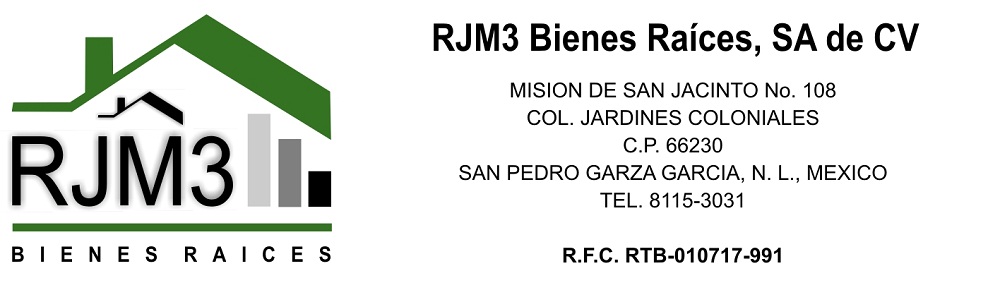 RJM3
BIENES RAICES
RJM3 Bienes Raíces, SA de CV
MISION DE SAN JACINTO No. 108
COL. JARDINES COLONIALES
C.P. 66230
SAN PEDRO GARZA GARCIA, N. L., MEXICO
TEL. 8115-3031
R.F.C. RTB-010717-991